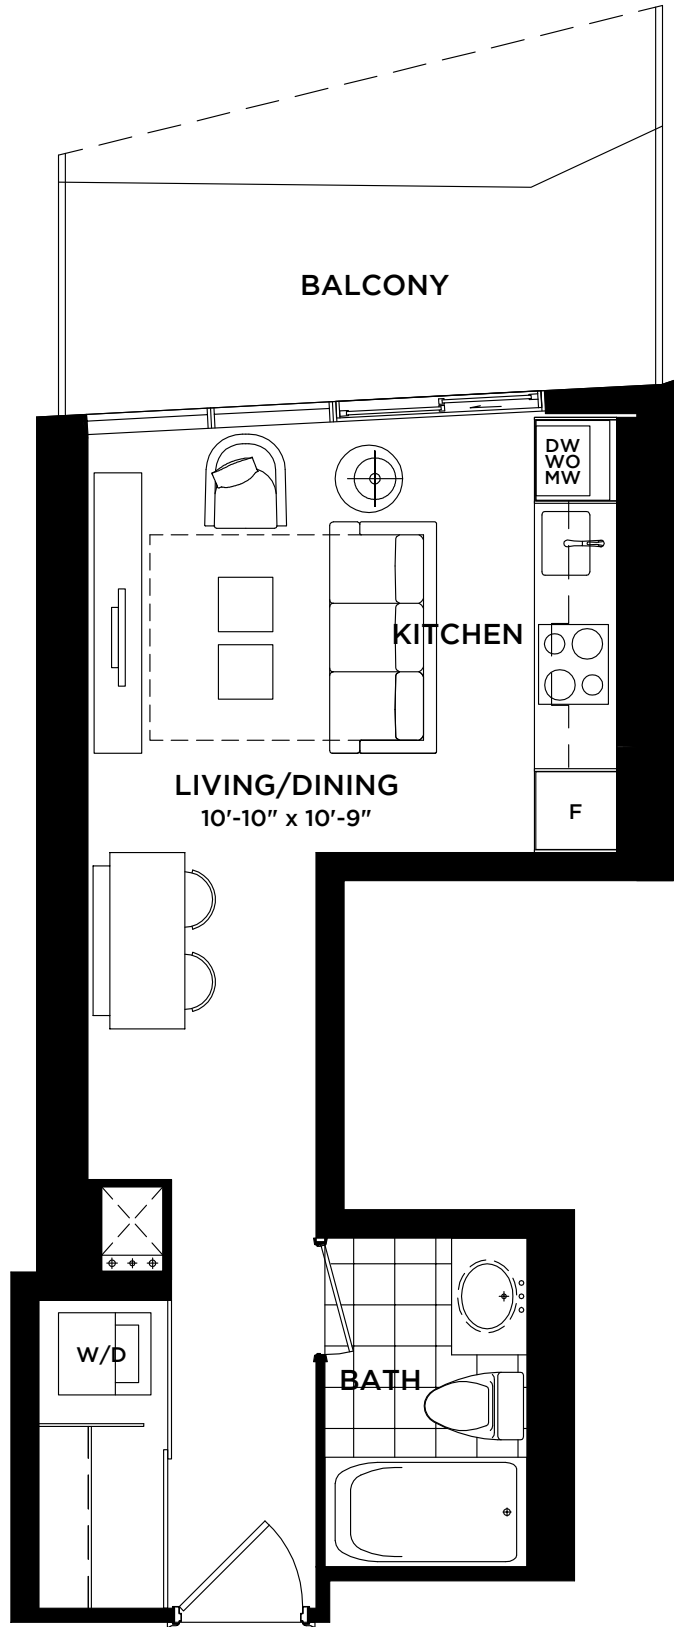 BALCONY
DW
WO
MW
KITCHEN
LIVING/DINING
10'-10" x 10'-9"
F
W/D
BATH